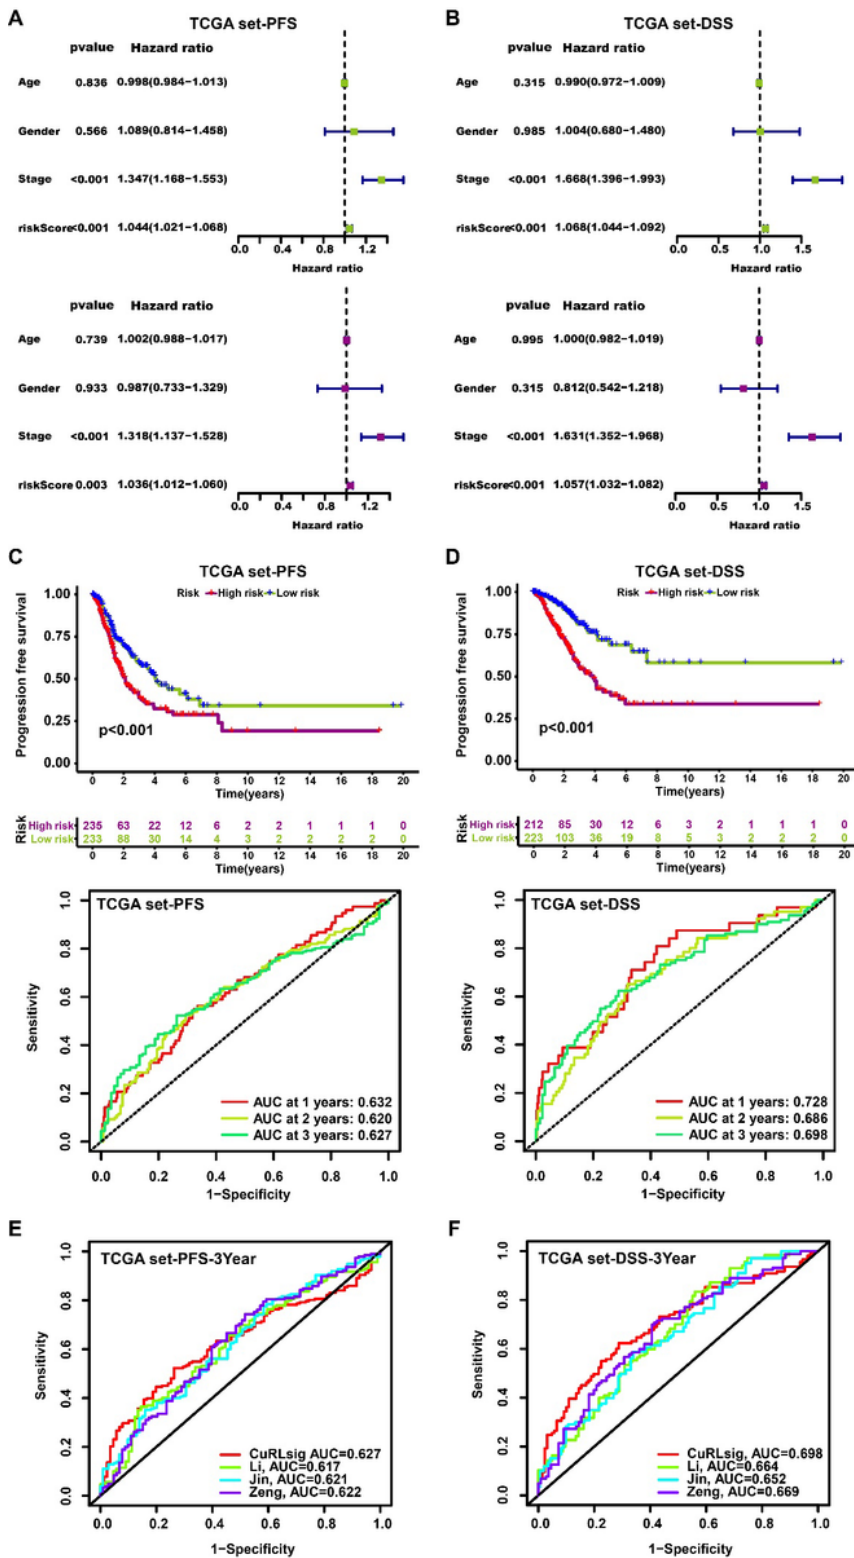 A
TCGA set-PFS
pvalue Hazard ratio
Age 0.836 0.998(0.984−1.013)
Gender 0.566 1.089(0.814−1.458)
Stage <0.001 1.347(1.168−1.553)
riskScore<0.001 1.044(1.021−1.068)
0.0 0.4 0.8 1.2
Hazard ratio
pvalue Hazard ratio
Age 0.739 1.002(0.988−1.017)
Gender 0.933 0.987(0.733−1.329)
Stage <0.001 1.318(1.137−1.528)
riskScore 0.003 1.036(1.012−1.060)
0.0 0.4 0.8 1.2
Hazard ratio
B
TCGA set-DSS
pvalue Hazard ratio
Age 0.315 0.990(0.972−1.009)
Gender 0.985 1.004(0.680−1.480)
Stage <0.001 1.668(1.396−1.993)
riskScore<0.001 1.068(1.044−1.092)
0.0 0.5 1.0 1.5
Hazard ratio
pvalue Hazard ratio
Age 0.995 1.000(0.982−1.019)
Gender 0.315 0.812(0.542−1.218)
Stage <0.001 1.631(1.352−1.968)
riskScore<0.001 1.057(1.032−1.082)
0.0 0.5 1.0 1.5
Hazard ratio
C
TCGA set-PFS
Risk High risk Low risk
Progression free survival
1.00
0.75
0.50
0.25
0.00
p<0.001
0 2 4 6 8 10 12 14 16 18 20
Time(years)
Risk
High risk 235 63 22 12 6 2 2 1 1 1 0
Low risk 233 88 30 14 4 3 2 2 2 2 0
0 2 4 6 8 10 12 14 16 18 20
Time(years)
TCGA set-PFS
Sensitivity
1.0
0.8
0.6
0.4
0.2
0.0
AUC at 1 years: 0.632
AUC at 2 years: 0.620
AUC at 3 years: 0.627
0.0 0.2 0.4 0.6 0.8 1.0
1−Specificity
D
TCGA set-DSS
Risk High risk Low risk
Progression free survival
1.00
0.75
0.50
0.25
0.00
p<0.001
0 2 4 6 8 10 12 14 16 18 20
Time(years)
Risk
High risk 212 85 30 12 6 3 2 1 1 1 0
Low risk 223 103 36 19 8 5 3 2 2 2 0
0 2 4 6 8 10 12 14 16 18 20
Time(years)
TCGA set-DSS
Sensitivity
1.0
0.8
0.6
0.4
0.2
0.0
AUC at 1 years: 0.728
AUC at 2 years: 0.686
AUC at 3 years: 0.698
0.0 0.2 0.4 0.6 0.8 1.0
1−Specificity
E
TCGA set-PFS-3Year
Sensitivity
1.0
0.8
0.6
0.4
0.2
0.0
CuRLsig AUC=0.627
Li, AUC=0.617
Jin, AUC=0.621
Zeng, AUC=0.622
0.0 0.2 0.4 0.6 0.8 1.0
1-Specificity
F
TCGA set-DSS-3Year
Sensitivity
1.0
0.8
0.6
0.4
0.2
0.0
CuRLsig, AUC=0.698
Li, AUC=0.664
Jin, AUC=0.652
Zeng, AUC=0.669
0.0 0.2 0.4 0.6 0.8 1.0
1-Specificity